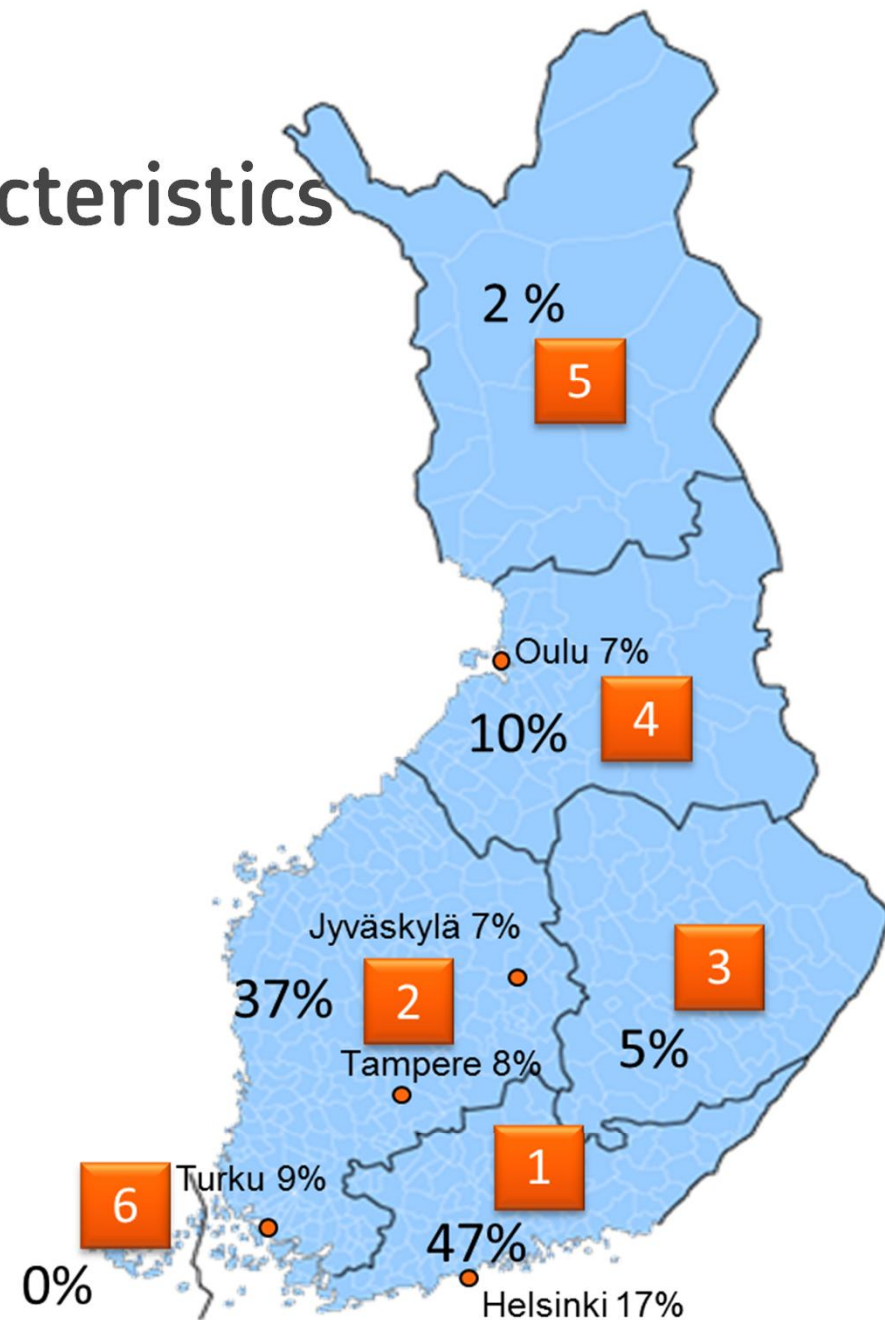 cteristics
2 %
5
Oulu 7%
4
10%
Jyväskylä 7%
3
37%
2
5%
Tampere 8%
1
Turku 9%
6
47%
0%
Helsinki 17%